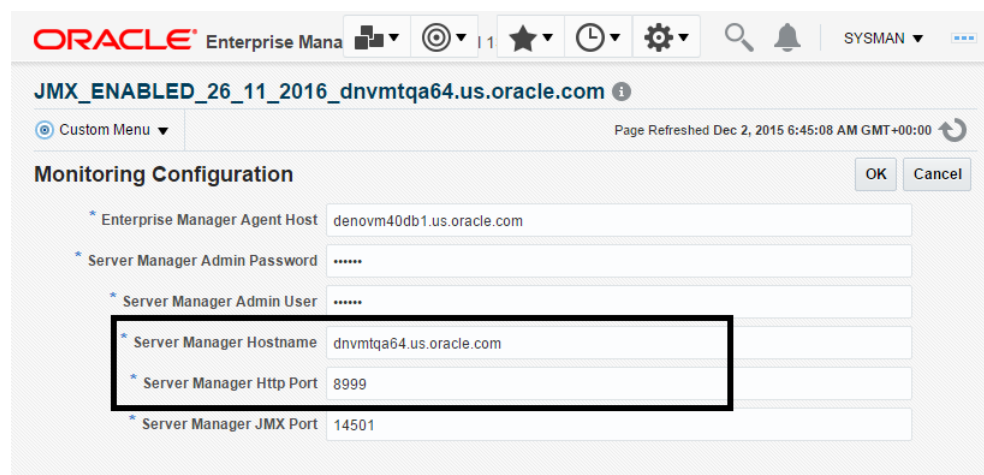 ORACLE Enterprise Mana 1 SYSMAN
JMX_ENABLED_26_11_2016_dnvmtqa64.us.oracle.com
Custom Menu Page Refreshed Dec 2, 2015 6:45:08 AM GMT+00:00
Monitoring Configuration OK Cancel
* Enterprise Manager Agent Host denovm40db1.us.oracle.com
* Server Manager Admin Password ••••••
* Server Manager Admin User ••••••
* Server Manager Hostname dnvmtqa64.us.oracle.com
* Server Manager Http Port 8999
* Server Manager JMX Port 14501